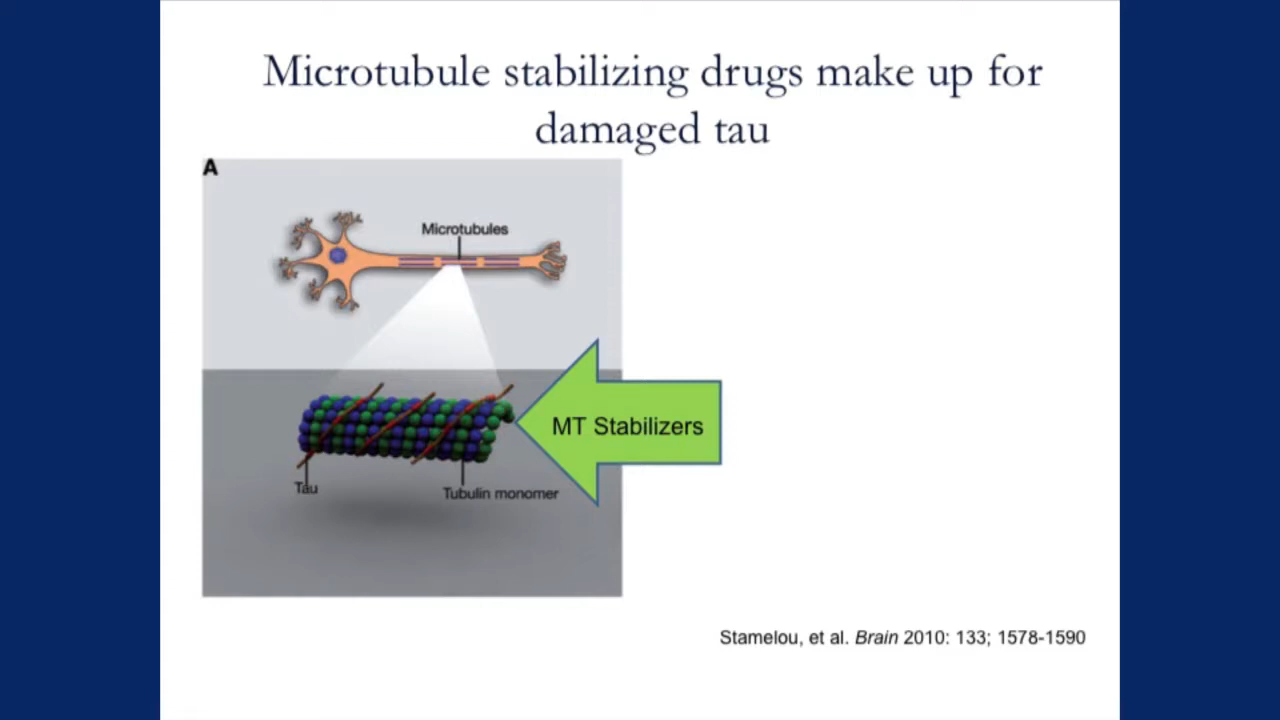 Microtubule stabilizing drugs make up for
damaged tau
A
Microtubules
MT Stabilizers
Tau
Tubulin monomer
Stamelou, et al. Brain 2010: 133; 1578-1590